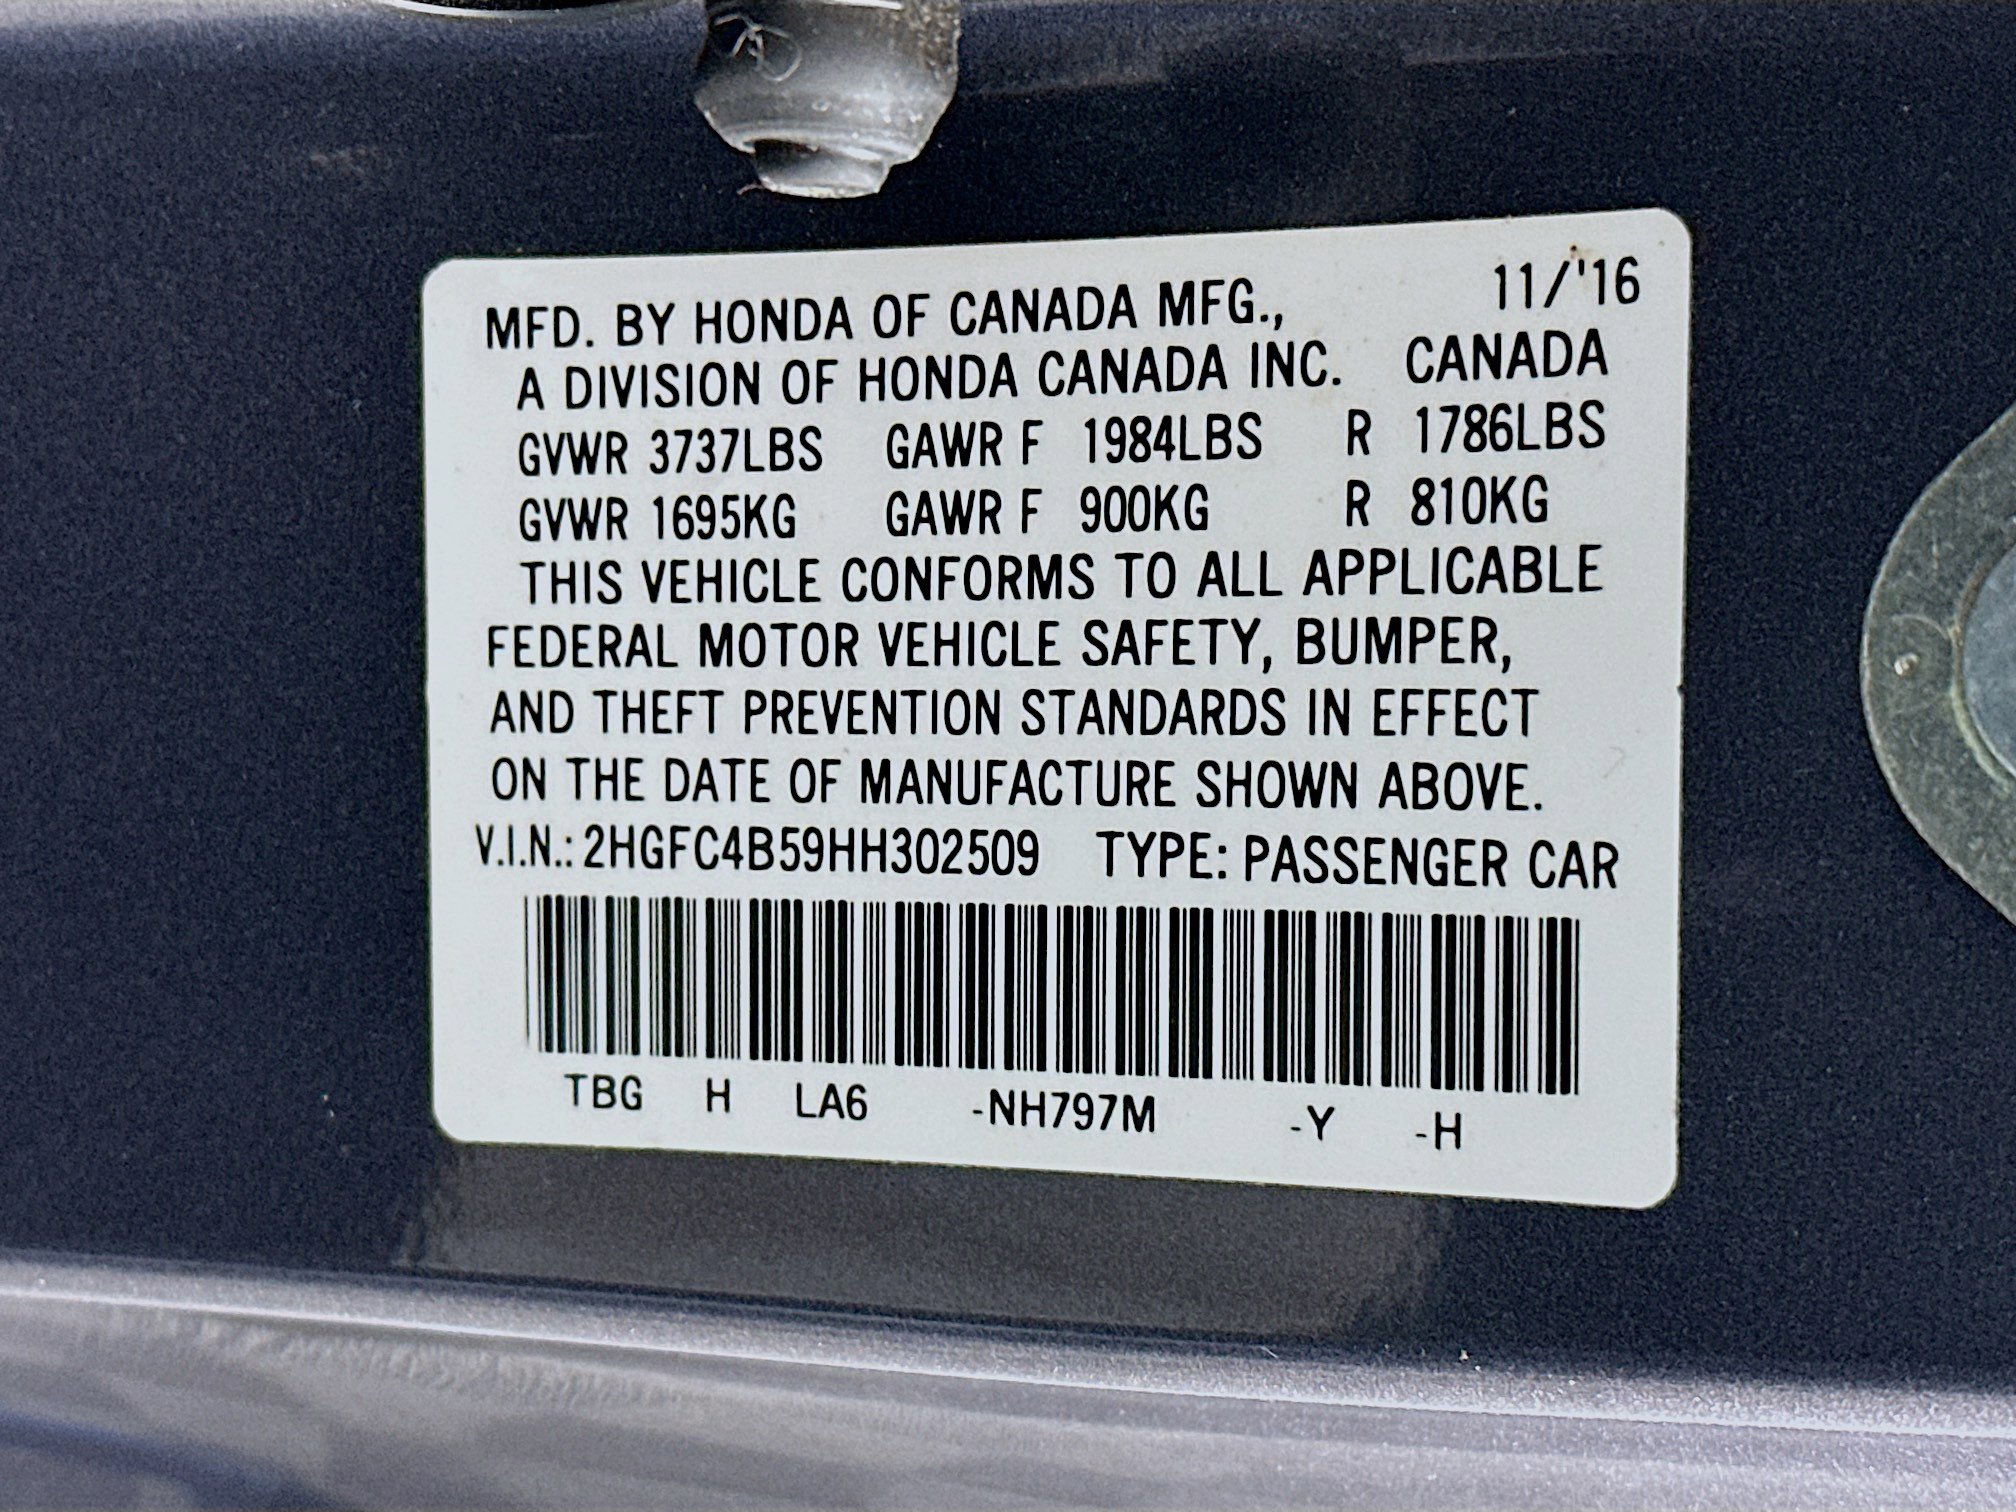 MFD. BY HONDA OF CANADA MFG., 11/'16
A DIVISION OF HONDA CANADA INC. CANADA
GVWR 3737LBS GAWR F 1984LBS R 1786LBS
GVWR 1695KG GAWR F 900KG R 810KG
THIS VEHICLE CONFORMS TO ALL APPLICABLE
FEDERAL MOTOR VEHICLE SAFETY, BUMPER,
AND THEFT PREVENTION STANDARDS IN EFFECT
ON THE DATE OF MANUFACTURE SHOWN ABOVE.
V.I.N.: 2HGFC4B59HH302509 TYPE: PASSENGER CAR
TBG H LA6 -NH797M -Y -H